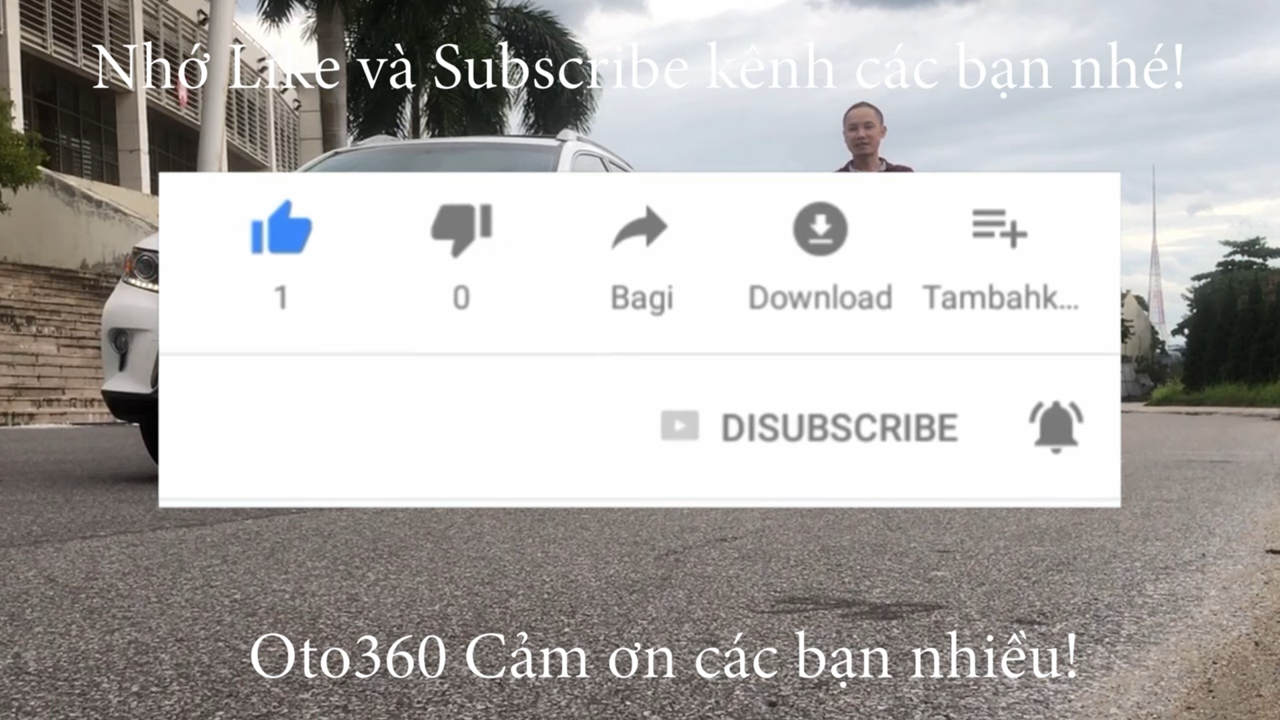 Nhớ Like và Subscribe kênh các bạn nhé!
1
0
Bagi
Download
Tambahk...
DISUBSCRIBE
Oto360 Cảm ơn các bạn nhiều!